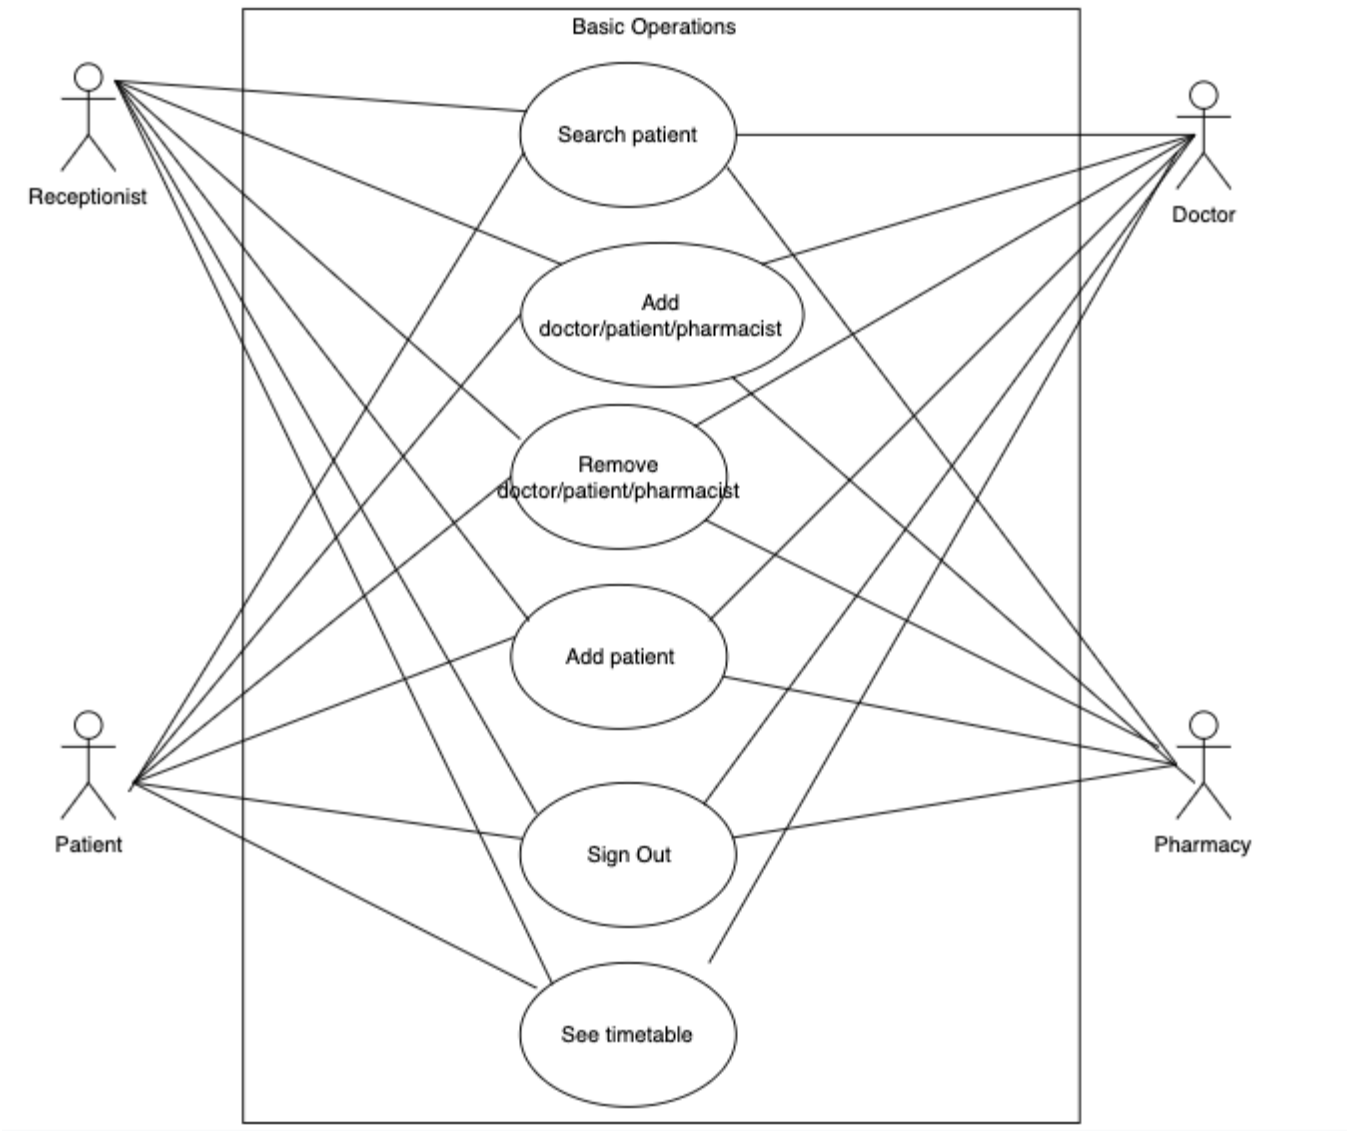 Basic Operations
Search patient
Receptionist
Doctor
Add
doctor/patient/pharmacist
Remove
doctor/patient/pharmacist
Add patient
Patient
Pharmacy
Sign Out
See timetable